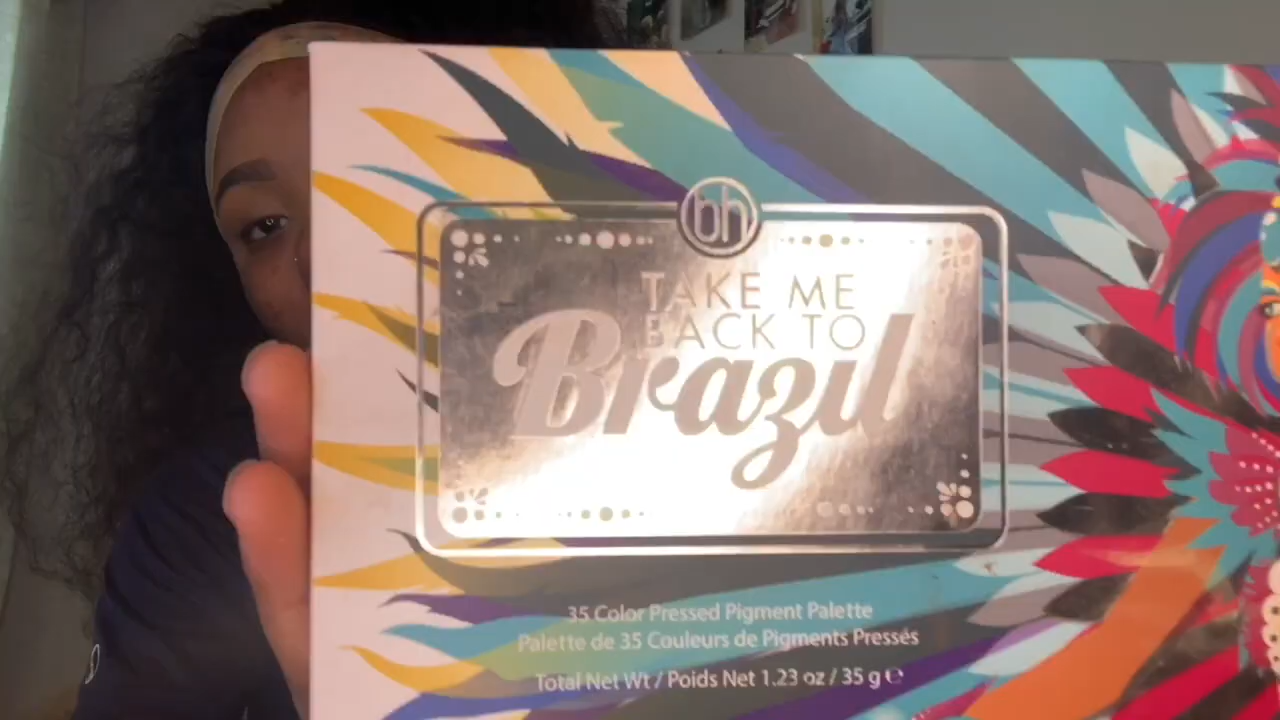 bh
TAKE ME
BACK TO
Brazil
35 Color Pressed Pigment Palette
Palette de 35 Couleurs de Pigments Pressés
Total Net Wt / Poids Net 1.23 oz / 35 g ℮